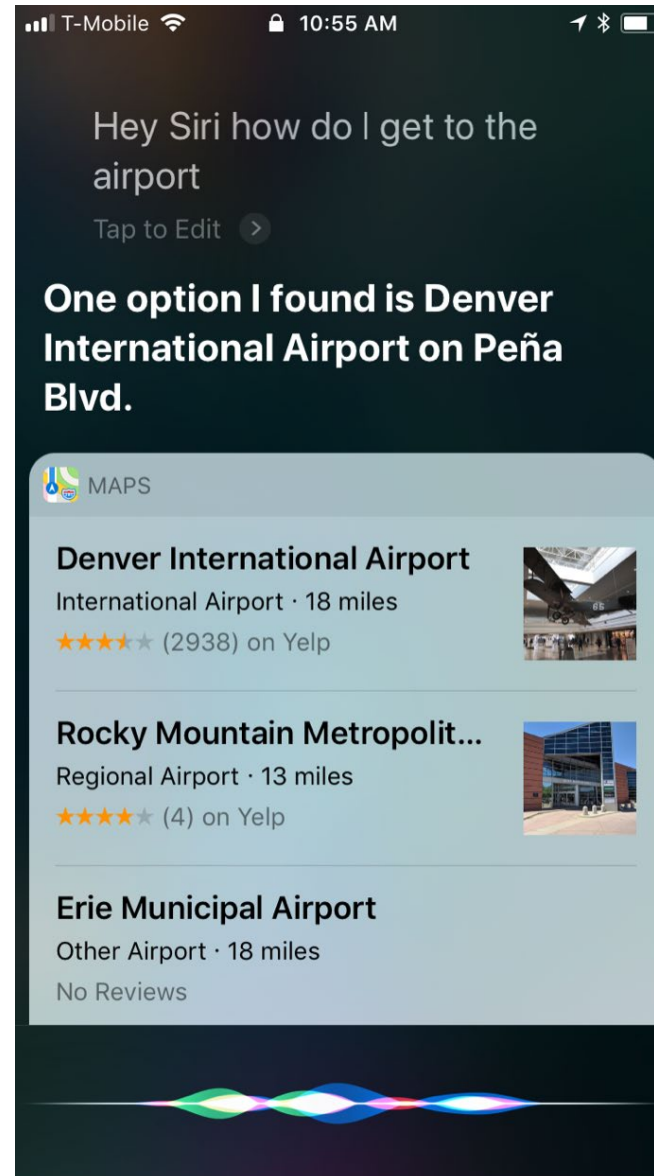 T-Mobile 10:55 AM
Hey Siri how do I get to the
airport
Tap to Edit
One option I found is Denver
International Airport on Peña
Blvd.
MAPS
Denver International Airport
International Airport · 18 miles
(2938) on Yelp
Rocky Mountain Metropolit...
Regional Airport · 13 miles
(4) on Yelp
Erie Municipal Airport
Other Airport · 18 miles
No Reviews